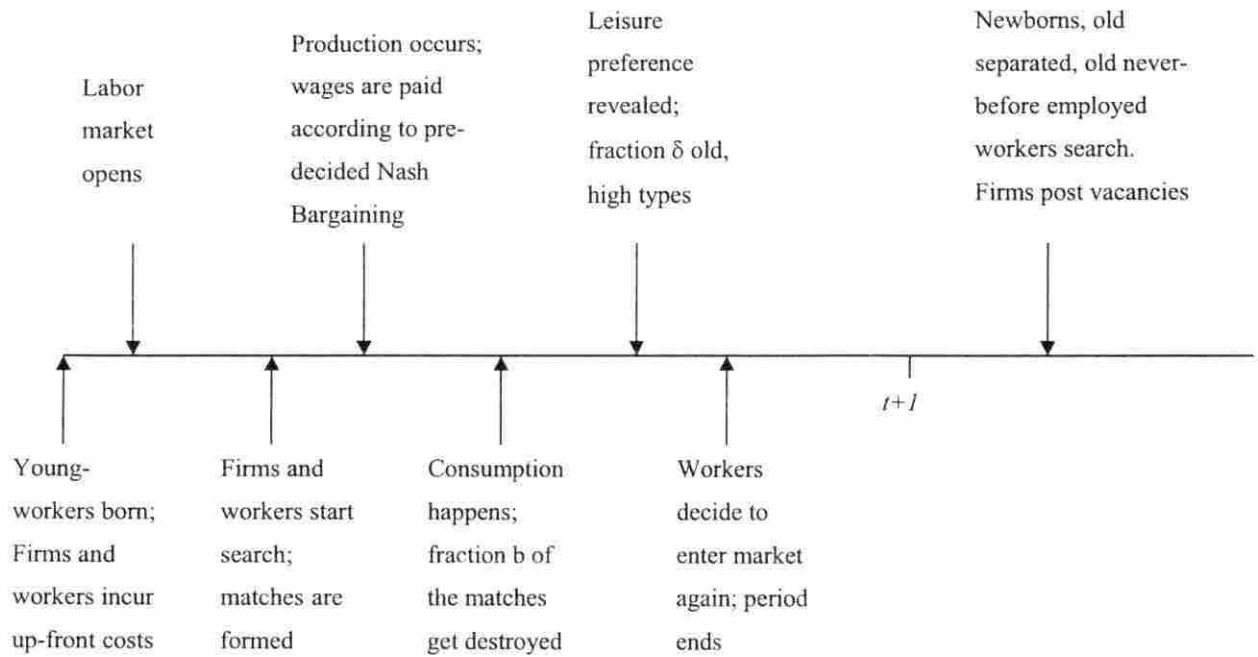 Labor
market
opens
Production occurs;
wages are paid
according to pre-
decided Nash
Bargaining
Leisure
preference
revealed;
fraction δ old,
high types
Newborns, old
separated, old never-
before employed
workers search.
Firms post vacancies
t+1
Young-
workers born;
Firms and
workers incur
up-front costs
Firms and
workers start
search;
matches are
formed
Consumption
happens;
fraction b of
the matches
get destroyed
Workers
decide to
enter market
again; period
ends